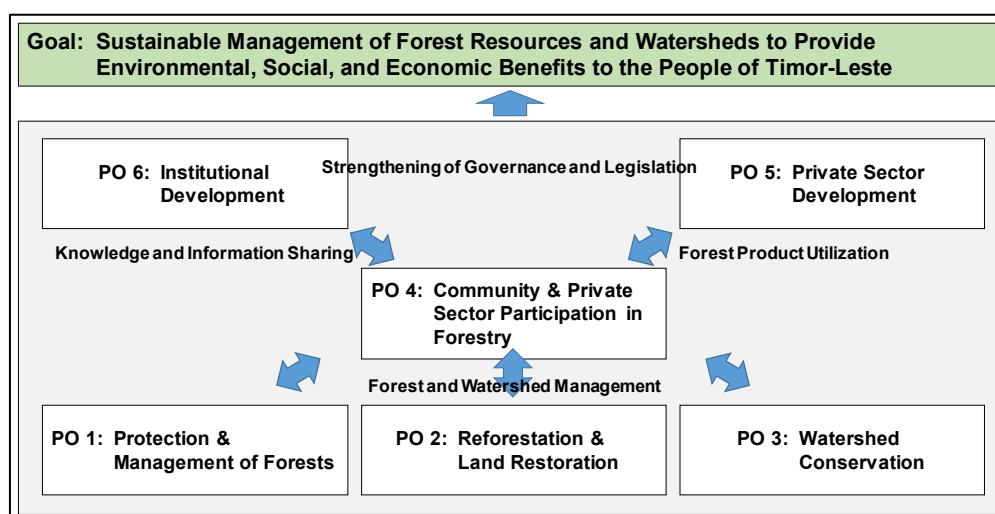 Goal: Sustainable Management of Forest Resources and Watersheds to Provide
Environmental, Social, and Economic Benefits to the People of Timor-Leste
PO 6: Institutional
Development
Strengthening of Governance and Legislation
PO 5: Private Sector
Development
Knowledge and Information Sharing
Forest Product Utilization
PO 4: Community & Private
Sector Participation in
Forestry
Forest and Watershed Management
PO 1: Protection &
Management of Forests
PO 2: Reforestation &
Land Restoration
PO 3: Watershed
Conservation